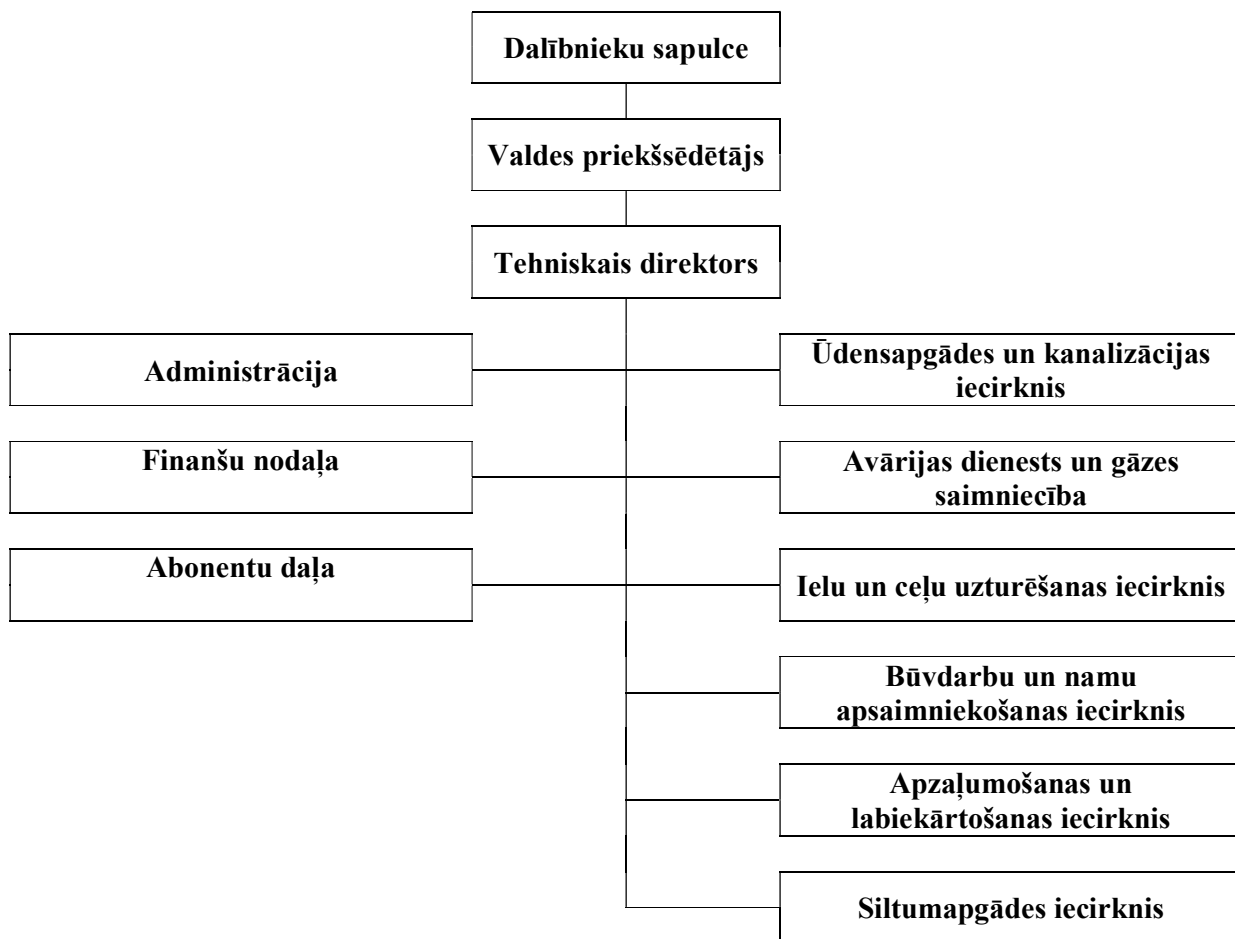 Dalībnieku sapulce
Valdes priekšsēdētājs
Tehniskais direktors
Administrācija
Ūdensapgādes un kanalizācijas
iecirknis
Finanšu nodaļa
Avārijas dienests un gāzes
saimniecība
Abonentu daļa
Ielu un ceļu uzturēšanas iecirknis
Būvdarbu un namu
apsaimniekošanas iecirknis
Apzaļumošanas un
labiekārtošanas iecirknis
Siltumapgādes iecirknis